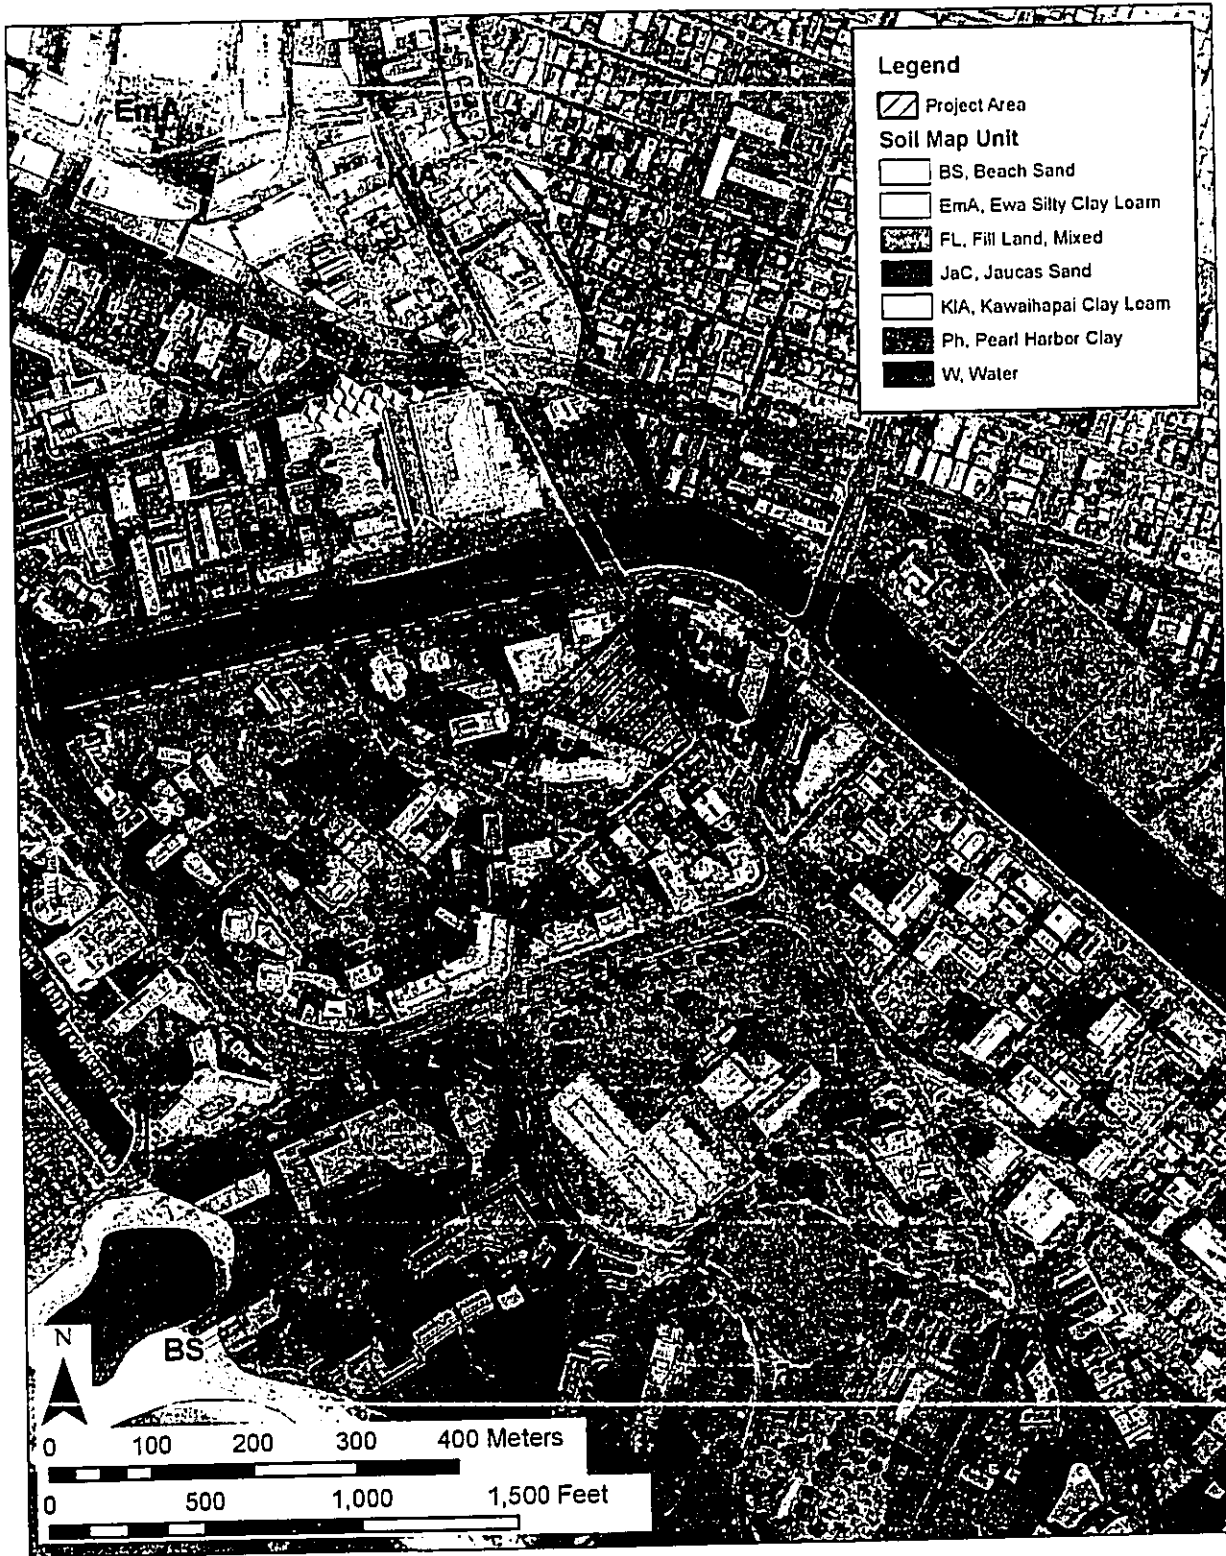 EmA
Legend
Project Area
Soil Map Unit
BS, Beach Sand
EmA, Ewa Silty Clay Loam
FL, Fill Land, Mixed
JaC, Jaucas Sand
KIA, Kawaihapai Clay Loam
Ph, Pearl Harbor Clay
W, Water
N
BS
0 100 200 300 400 Meters
0 500 1,000 1,500 Feet